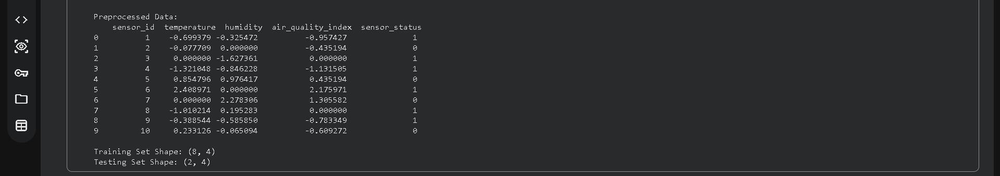 Preprocessed Data:
   sensor_id  temperature  humidity  air_quality_index  sensor_status
0          1    -0.699379 -0.325472          -0.957427              1
1          2    -0.077709  0.000000          -0.435194              0
2          3     0.000000 -1.627361           0.000000              1
3          4    -1.321048 -0.846228          -1.131505              1
4          5     0.854796  0.976417           0.435194              0
5          6     2.408971  0.000000           2.175971              1
6          7     0.000000  2.278306           1.305582              0
7          8    -1.010214  0.195283           0.000000              1
8          9    -0.388544 -0.585850          -0.783349              1
9         10     0.233126 -0.065094          -0.609272              0
Training Set Shape: (8, 4)
Testing Set Shape: (2, 4)